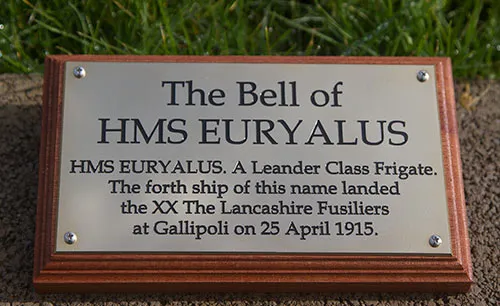 The Bell of
HMS EURYALUS
HMS EURYALUS. A Leander Class Frigate.
The forth ship of this name landed
the XX The Lancashire Fusiliers
at Gallipoli on 25 April 1915.